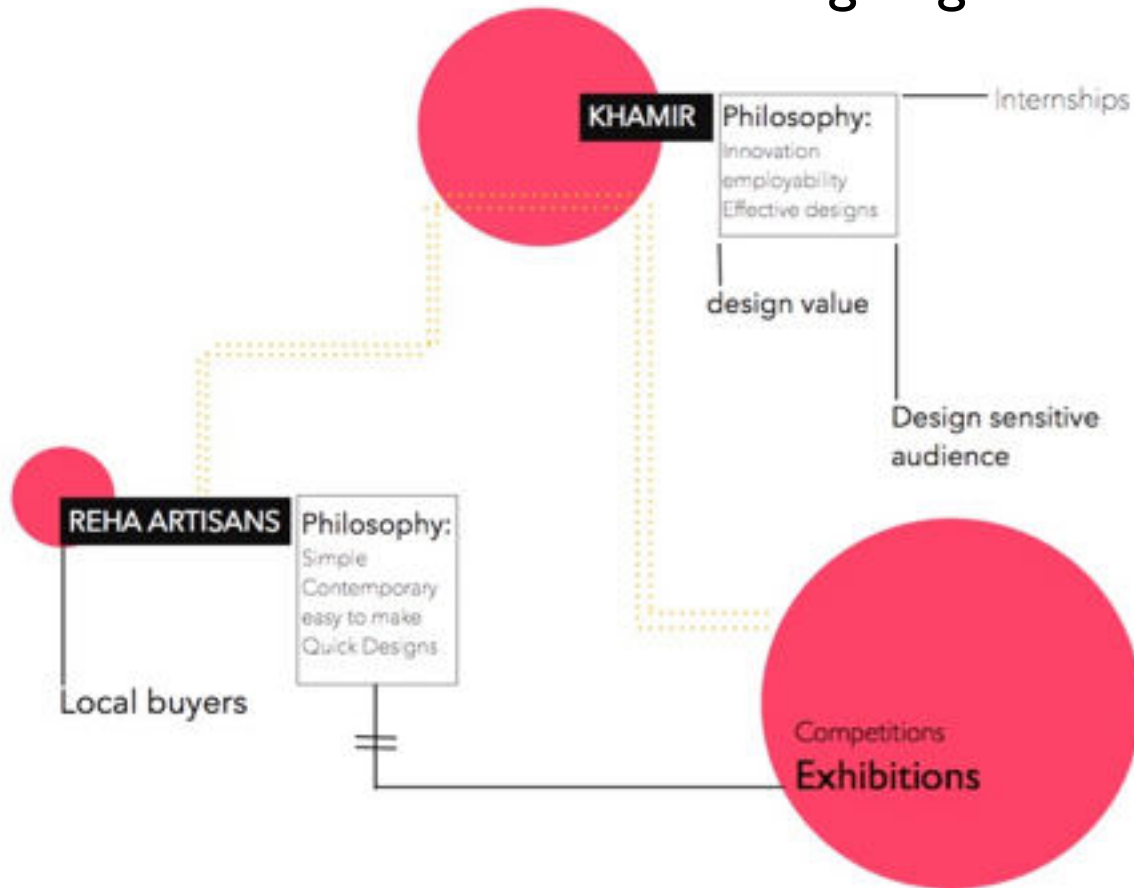 KHAMIR
Philosophy:
Innovation
employability
Effective designs
Internships
design value
Design sensitive
audience
REHA ARTISANS
Philosophy:
Simple
Contemporary
easy to make
Quick Designs
Local buyers
Competitions
Exhibitions